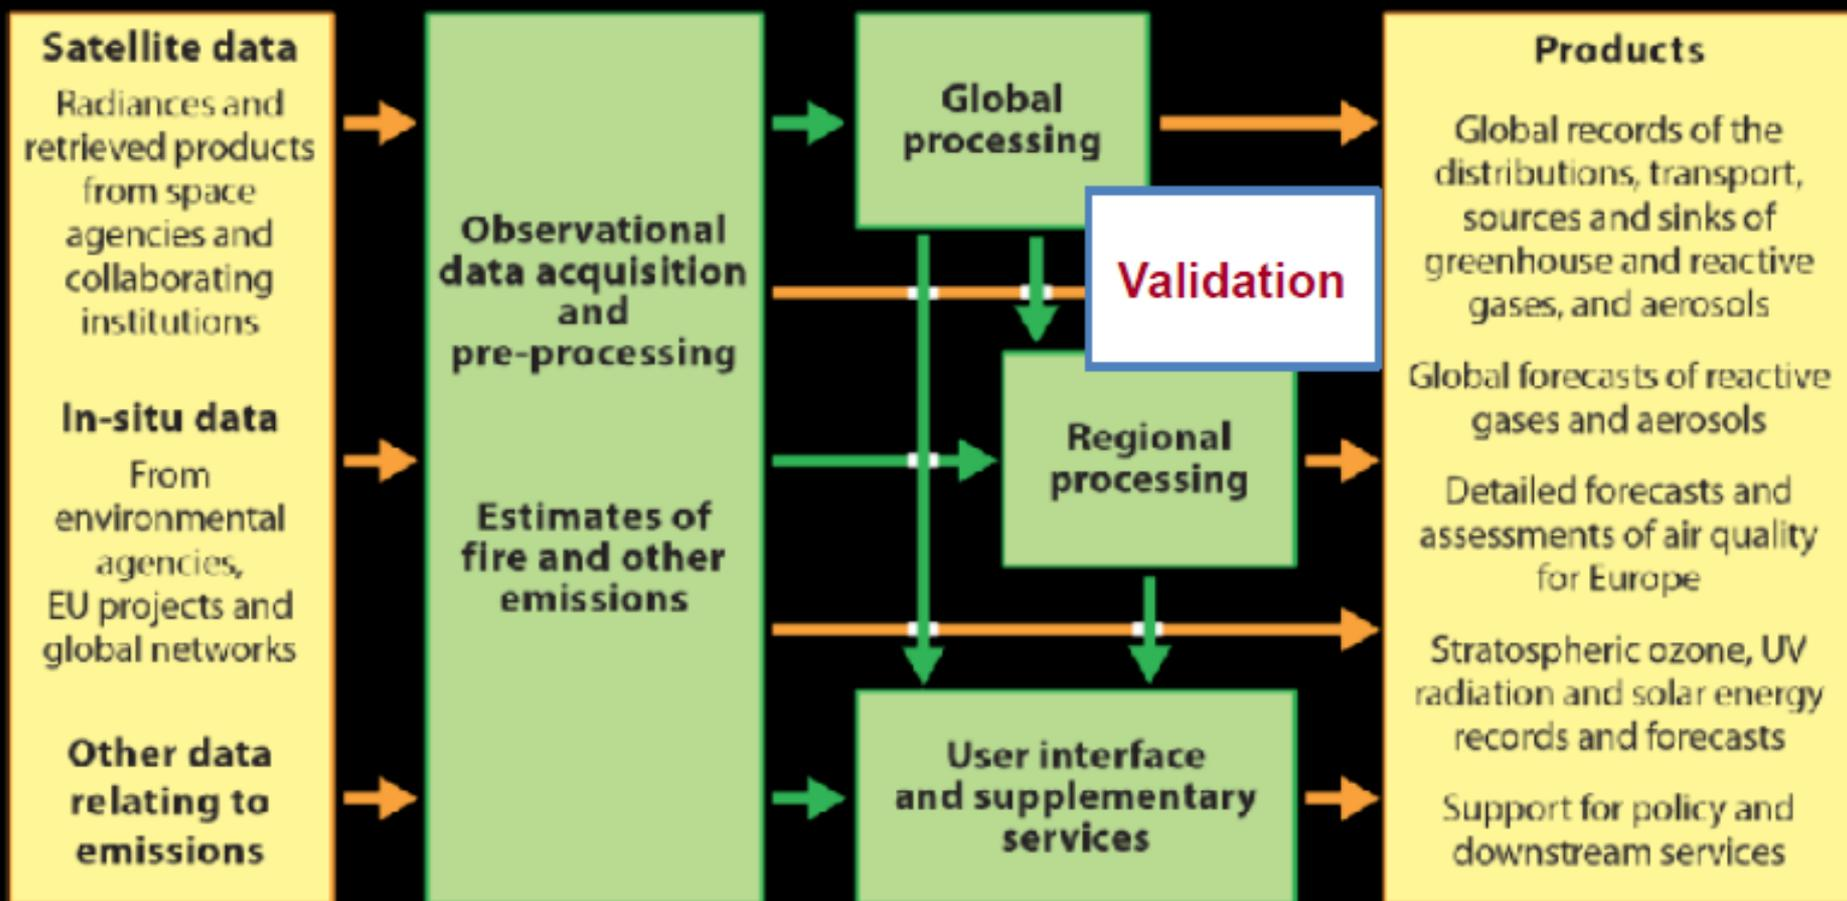 Satellite data
Radiances and
retrieved products
from space
agencies and
collaborating
institutions
In-situ data
From
environmental
agencies,
EU projects and
global networks
Other data
relating to
emissions
Observational
data acquisition
and
pre-processing
Estimates of
fire and other
emissions
Global
processing
Validation
Regional
processing
User interface
and supplementary
services
Products
Global records of the
distributions, transport,
sources and sinks of
greenhouse and reactive
gases, and aerosols
Global forecasts of reactive
gases and aerosols
Detailed forecasts and
assessments of air quality
for Europe
Stratospheric ozone, UV
radiation and solar energy
records and forecasts
Support for policy and
downstream services